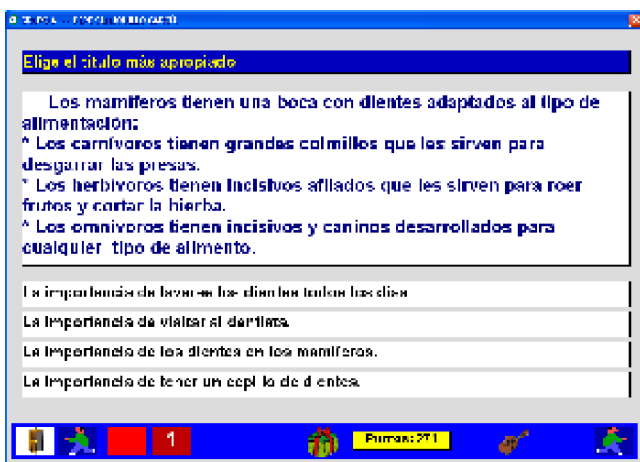 Elige el título más apropiado
Los mamíferos tienen una boca con dientes adaptados al tipo de
alimentación:
* Los carnívoros tienen grandes colmillos que les sirven para
desgarrar las presas.
* Los herbívoros tienen incisivos afilados que les sirven para roer
frutos y cortar la hierba.
* Los omnívoros tienen incisivos y caninos desarrollados para
cualquier tipo de alimento.
La importancia de lavarse los dientes todos los días
La importancia de visitar al dentista
La importancia de los dientes en los mamíferos.
La importancia de tener un cepillo de dientes.
1
Puntos: 271